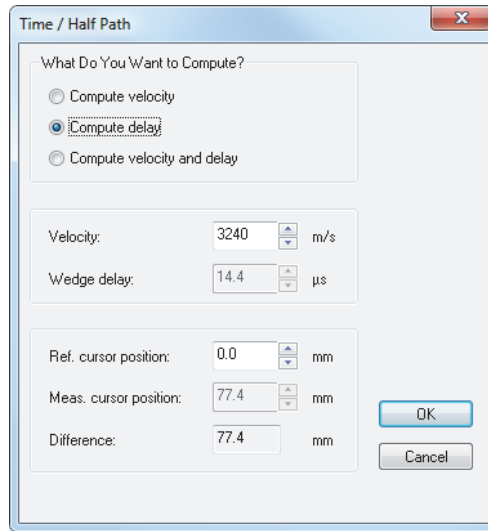 Time / Half Path
What Do You Want to Compute?
Compute velocity
Compute delay
Compute velocity and delay
Velocity: 3240 m/s
Wedge delay: 14.4 µs
Ref. cursor position: 0.0 mm
Meas. cursor position: 77.4 mm
Difference: 77.4 mm
OK
Cancel